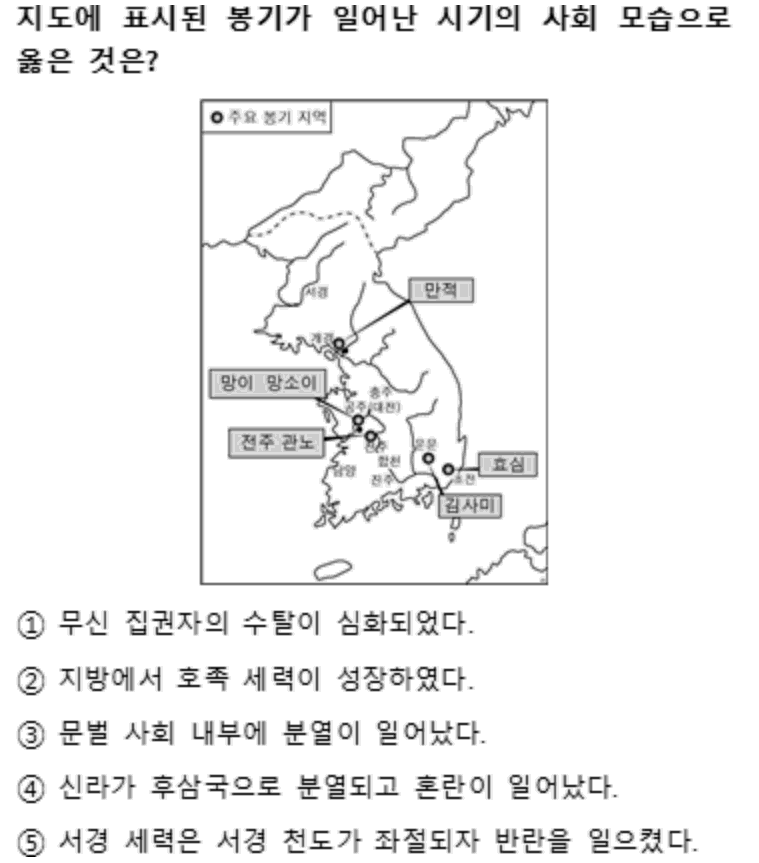 지도에 표시된 봉기가 일어난 시기의 사회 모습으로
옳은 것은?
주요 봉기 지역
만적
서경
개경
망이 망소이
충주
공주(대전)
전주 관노
전주
운문
효심
합천
담양
진주
초전
김사미
① 무신 집권자의 수탈이 심화되었다.
② 지방에서 호족 세력이 성장하였다.
③ 문벌 사회 내부에 분열이 일어났다.
④ 신라가 후삼국으로 분열되고 혼란이 일어났다.
⑤ 서경 세력은 서경 천도가 좌절되자 반란을 일으켰다.